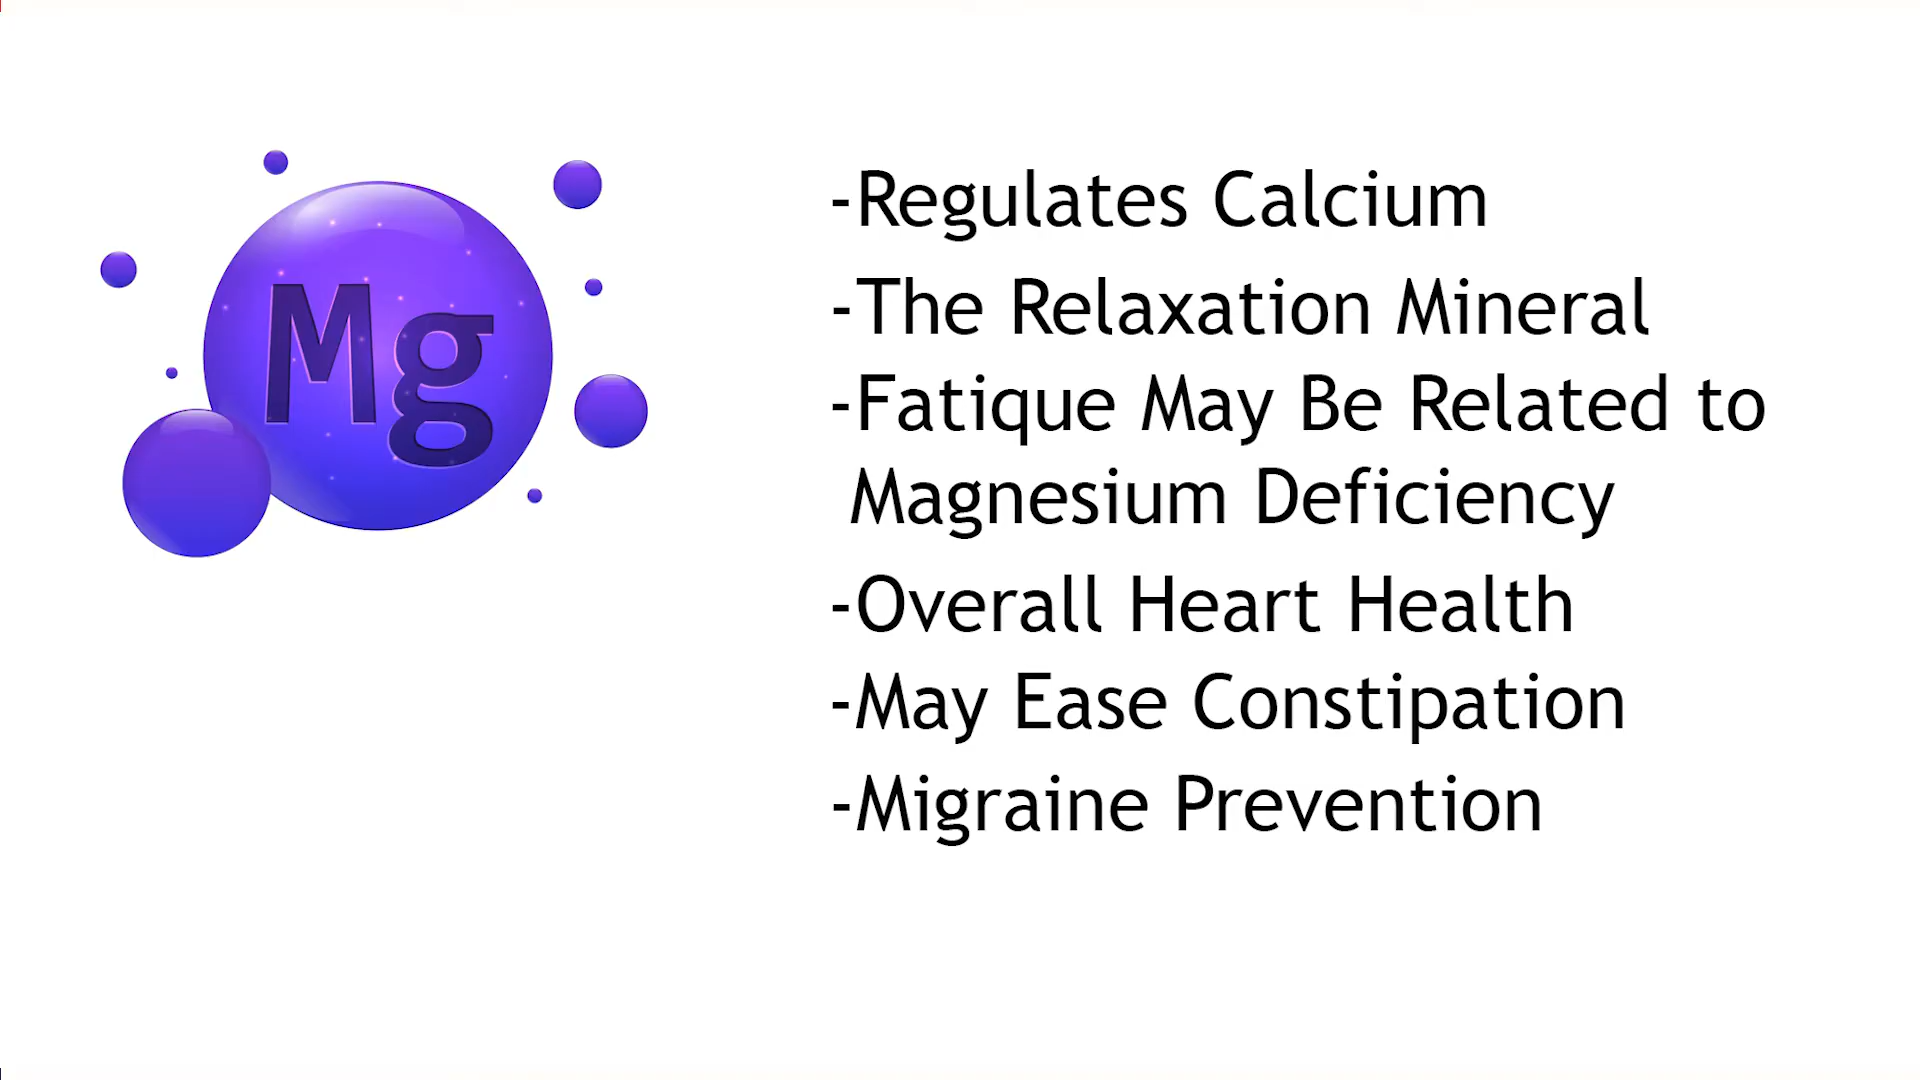 Mg
-Regulates Calcium
-The Relaxation Mineral
-Fatique May Be Related to
Magnesium Deficiency
-Overall Heart Health
-May Ease Constipation
-Migraine Prevention